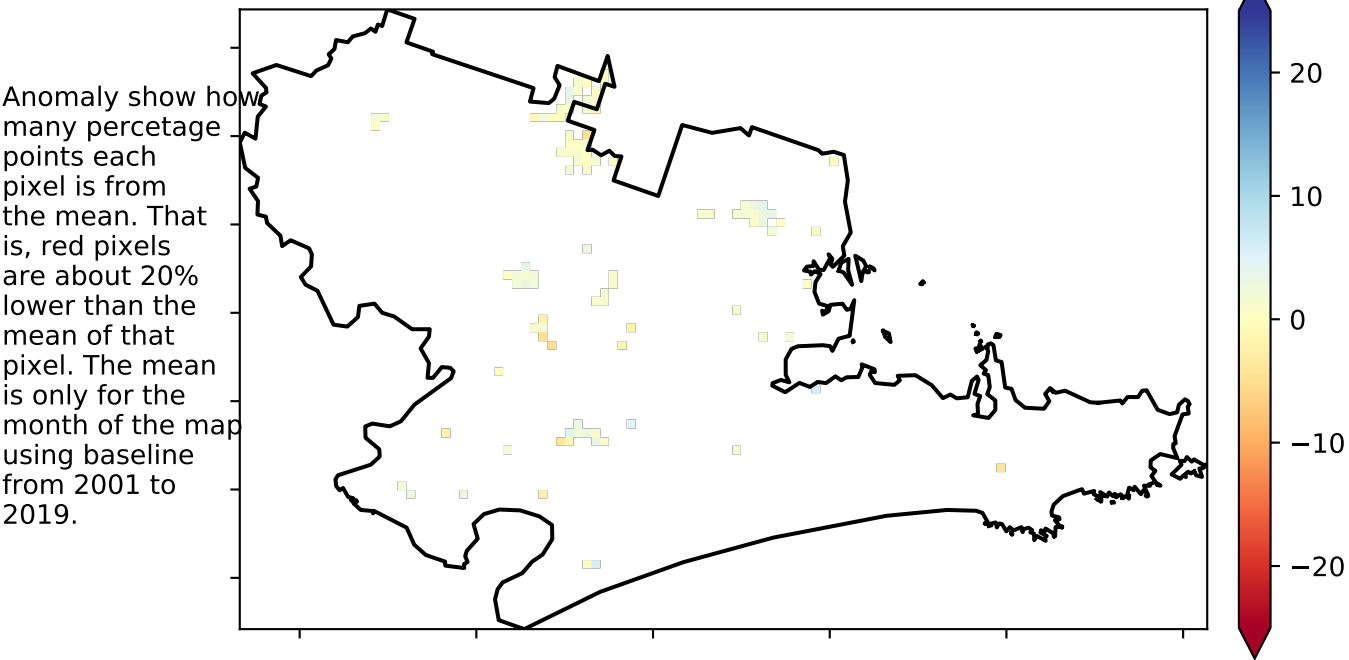 Anomaly show how
many percetage
points each
pixel is from
the mean. That
is, red pixels
are about 20%
lower than the
mean of that
pixel. The mean
is only for the
month of the map
using baseline
from 2001 to
2019.
20
10
0
−10
−20